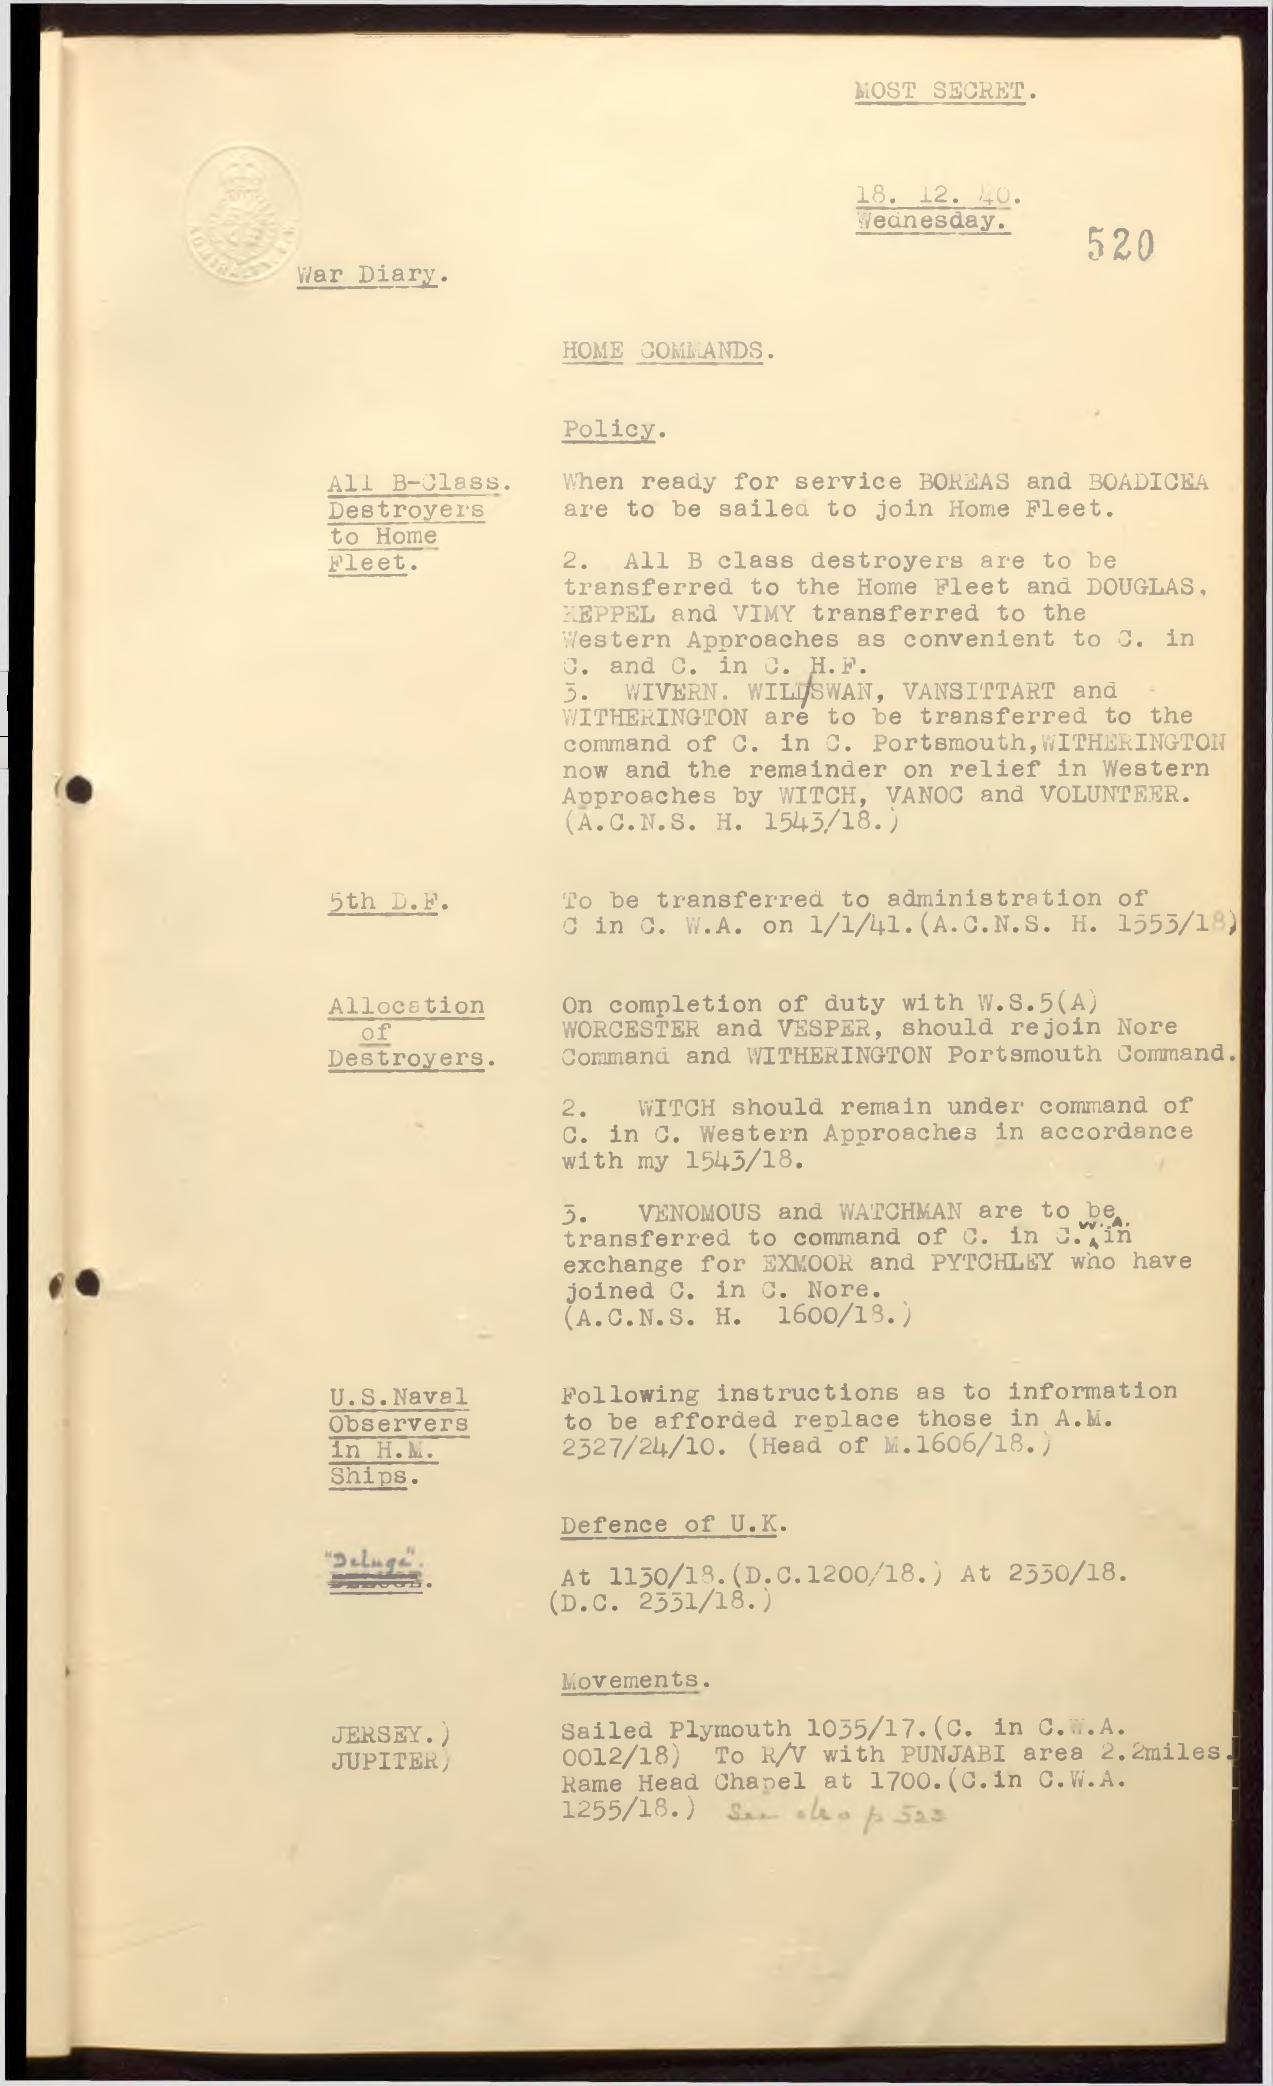 MOST SECRET.
18. 12. 40.
Wednesday.
520
War Diary.
HOME COMMANDS.
Policy.
All B-Class.
Destroyers
to Home
Fleet.
When ready for service BOREAS and BOADICEA
are to be sailed to join Home Fleet.
2. All B class destroyers are to be
transferred to the Home Fleet and DOUGLAS,
KEPPEL and VIMY transferred to the
Western Approaches as convenient to C. in
C. and C. in C. H.F.
3. WIVERN. WILD/SWAN, VANSITTART and
WITHERINGTON are to be transferred to the
command of C. in C. Portsmouth,WITHERINGTON
now and the remainder on relief in Western
Approaches by WITCH, VANOC and VOLUNTEER.
(A.C.N.S. H. 1543/18.)
5th D.F.
To be transferred to administration of
C in C. W.A. on 1/1/41.(A.C.N.S. H. 1553/18)
Allocation
of
Destroyers.
On completion of duty with W.S.5(A)
WORCESTER and VESPER, should rejoin Nore
Command and WITHERINGTON Portsmouth Command.
2. WITCH should remain under command of
C. in C. Western Approaches in accordance
with my 1543/18.
3. VENOMOUS and WATCHMAN are to be
transferred to command of C. in C. W.A. in
exchange for EXMOOR and PYTCHLEY who have
joined C. in C. Nore.
(A.C.N.S. H. 1600/18.)
U.S.Naval
Observers
in H.M.
Ships.
Following instructions as to information
to be afforded replace those in A.M.
2327/24/10. (Head of M.1606/18.)
Defence of U.K.
"Deluge".
DELUGE.
At 1130/18.(D.C.1200/18.) At 2330/18.
(D.C. 2331/18.)
Movements.
JERSEY.)
JUPITER)
Sailed Plymouth 1035/17.(C. in C.W.A.
0012/18) To R/V with PUNJABI area 2.2miles.
Rame Head Chapel at 1700.(C.in C.W.A.
1255/18.) See also p 523